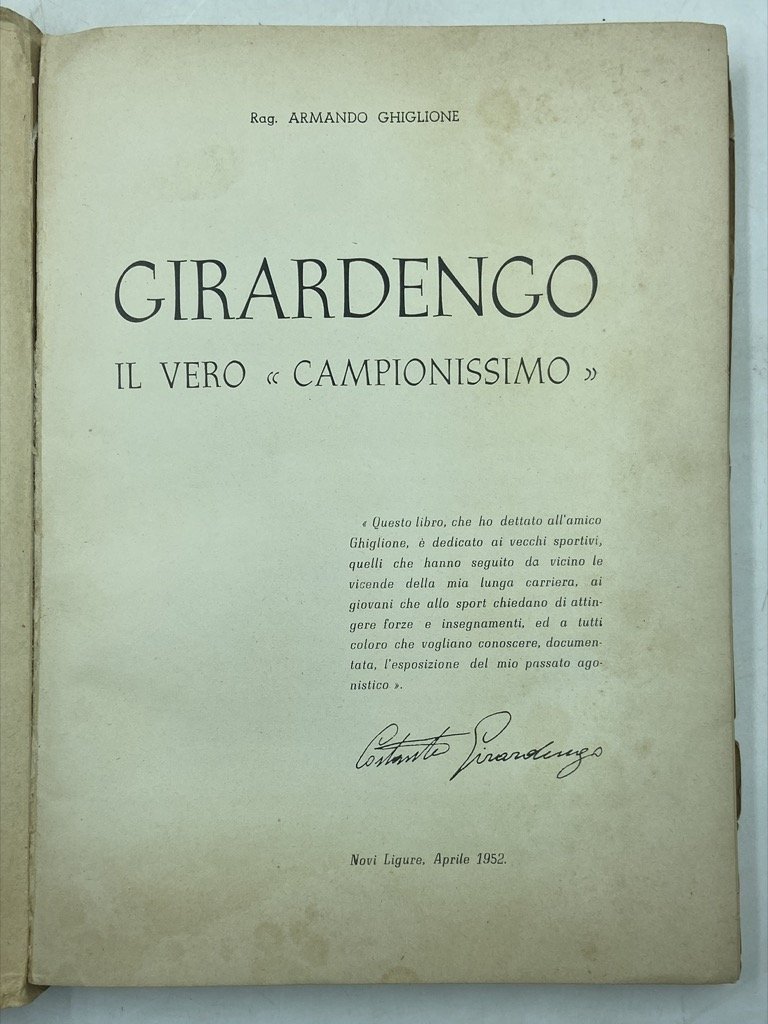 Rag. ARMANDO GHIGLIONE
GIRARDENGO
IL VERO « CAMPIONISSIMO »
« Questo libro, che ho dettato all'amico
Ghiglione, è dedicato ai vecchi sportivi,
quelli che hanno seguito da vicino le
vicende della mia lunga carriera, ai
giovani che allo sport chiedano di attin-
gere forze e insegnamenti, ed a tutti
coloro che vogliano conoscere, documen-
tata, l'esposizione del mio passato ago-
nistico ».
Costante Girardengo
Novi Ligure, Aprile 1952.